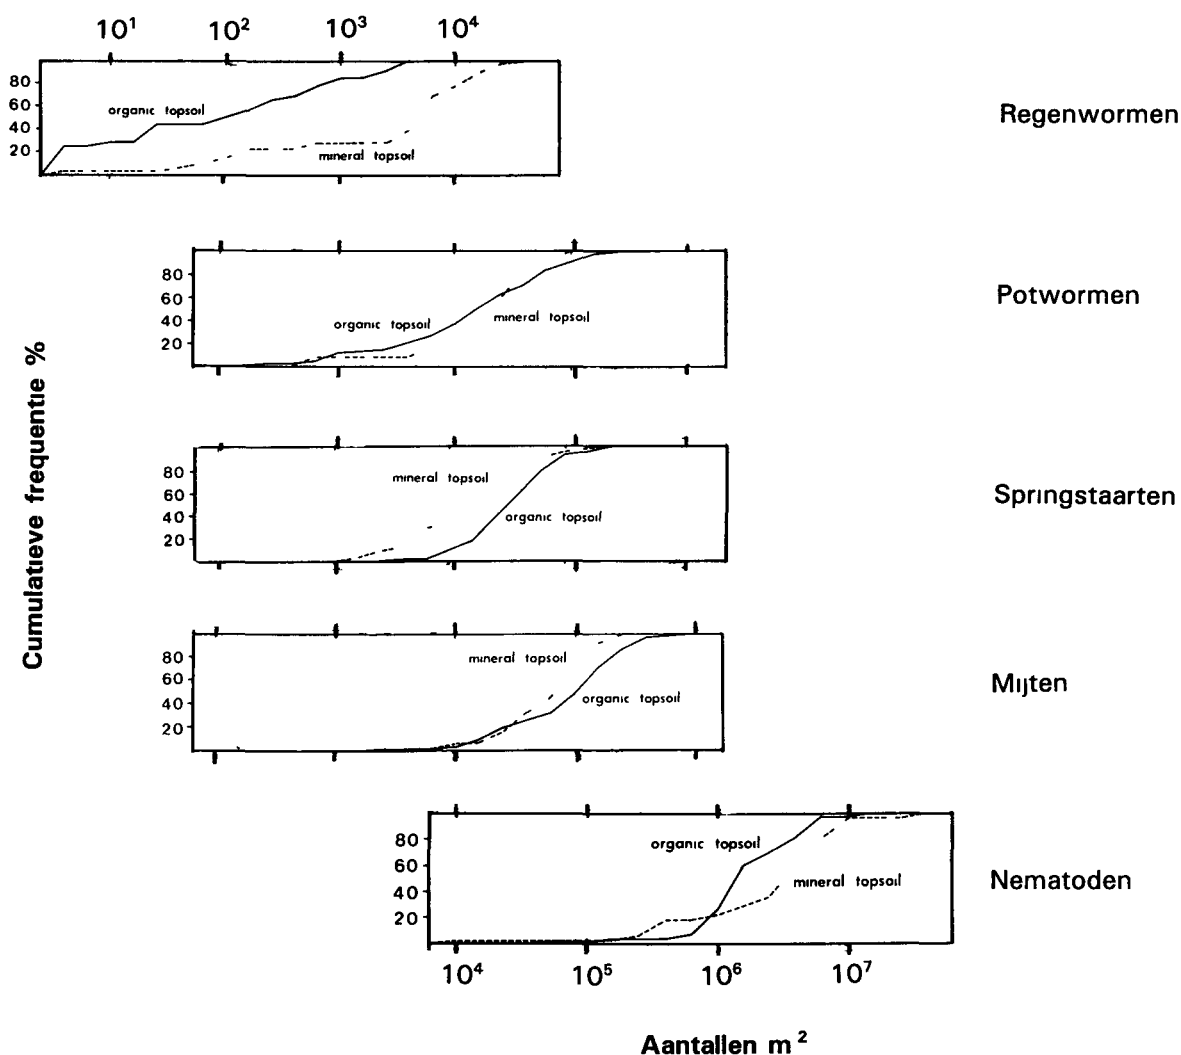 10¹ 10² 10³ 10⁴
80
60
40
20
organic topsoil
mineral topsoil
Regenwormen
80
60
40
20
organic topsoil
mineral topsoil
Potwormen
80
60
40
20
mineral topsoil
organic topsoil
Springstaarten
80
60
40
20
mineral topsoil
organic topsoil
Mijten
80
60
40
20
organic topsoil
mineral topsoil
Nematoden
10⁴ 10⁵ 10⁶ 10⁷
Cumulatieve frequentie %
Aantallen m²